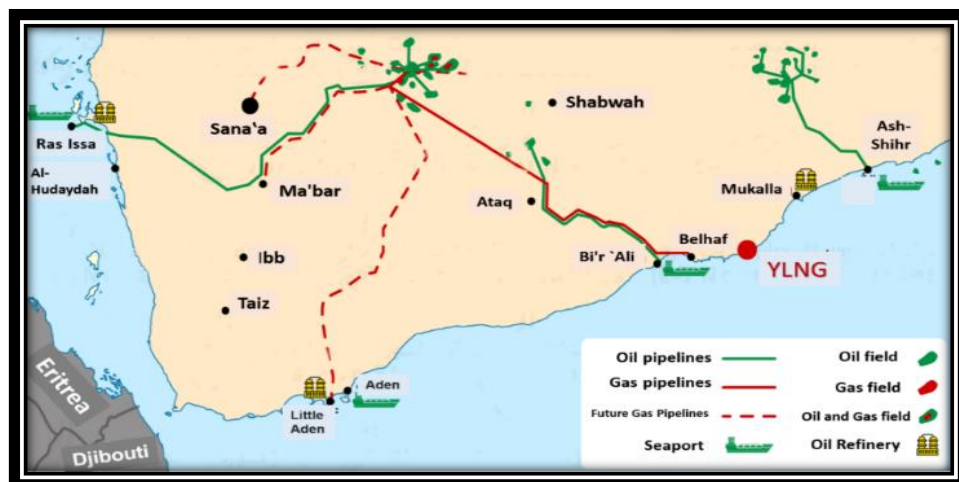 Shabwah
Sana'a
Ash-
Shihr
Ras Issa
Al-
Hudaydah
Ma'bar
Mukalla
Ataq
Belhaf
Bi'r `Ali
YLNG
Ibb
Taiz
Aden
Little
Aden
Eritrea
Djibouti
Oil pipelines
Oil field
Gas pipelines
Gas field
Future Gas Pipelines
Oil and Gas field
Seaport
Oil Refinery